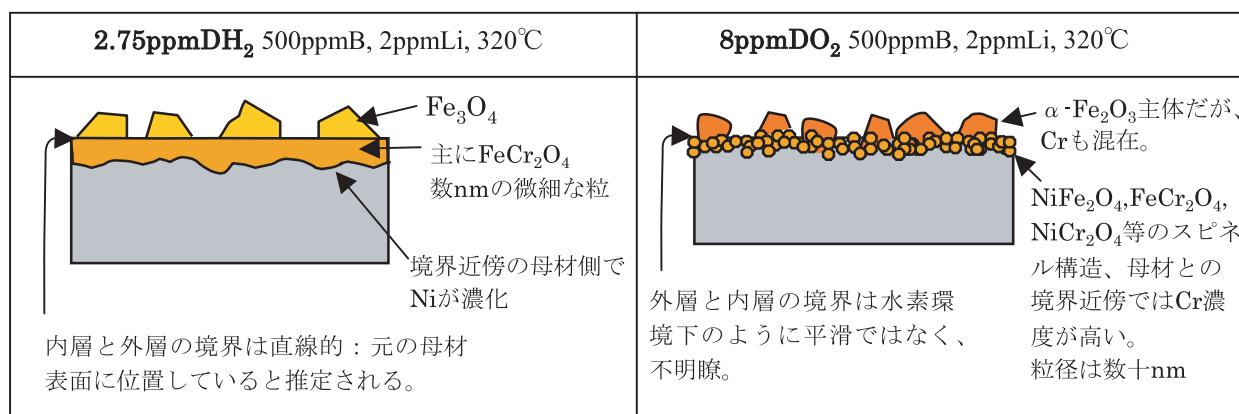 2.75ppmDH₂ 500ppmB, 2ppmLi, 320℃
Fe₃O₄
主にFeCr₂O₄
数nmの微細な粒
境界近傍の母材側で
Niが濃化
内層と外層の境界は直線的：元の母材
表面に位置していると推定される。
8ppmDO₂ 500ppmB, 2ppmLi, 320℃
α-Fe₂O₃主体だが、
Crも混在。
NiFe₂O₄,FeCr₂O₄,
NiCr₂O₄等のスピネ
ル構造、母材との
境界近傍ではCr濃
度が高い。
粒径は数十nm
外層と内層の境界は水素環
境下のように平滑ではなく、
不明瞭。